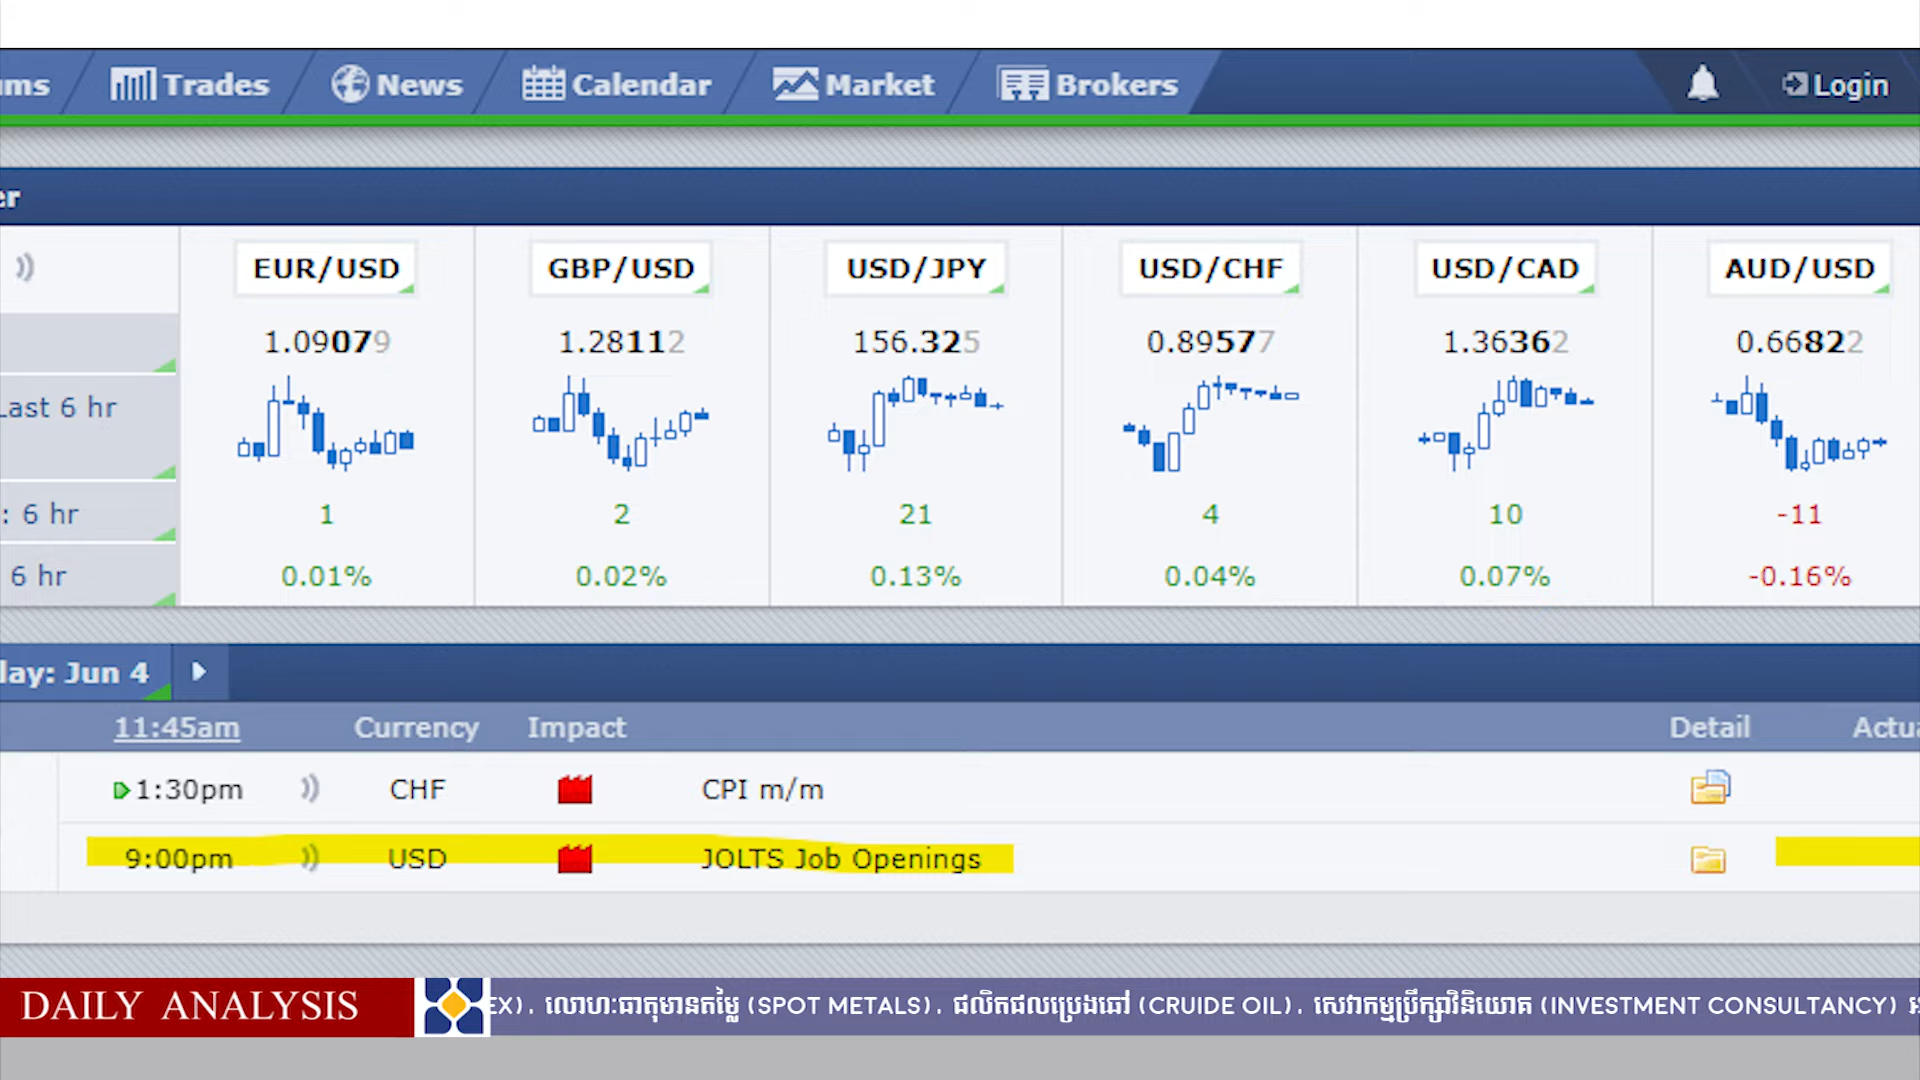 ms Trades News Calendar Market Brokers Login
er
EUR/USD GBP/USD USD/JPY USD/CHF USD/CAD AUD/USD
1.09079 1.28112 156.325 0.89577 1.36362 0.66822
Last 6 hr
: 6 hr 1 2 21 4 10 -11
6 hr 0.01% 0.02% 0.13% 0.04% 0.07% -0.16%
lay: Jun 4
11:45am Currency Impact Detail Actua
1:30pm CHF CPI m/m
9:00pm USD JOLTS Job Openings
DAILY ANALYSIS EX). លោហៈធាតុមានតម្លៃ (SPOT METALS). ផលិតផលប្រេងឆៅ (CRUIDE OIL). សេវាកម្មប្រឹក្សាវិនិយោគ (INVESTMENT CONSULTANCY)